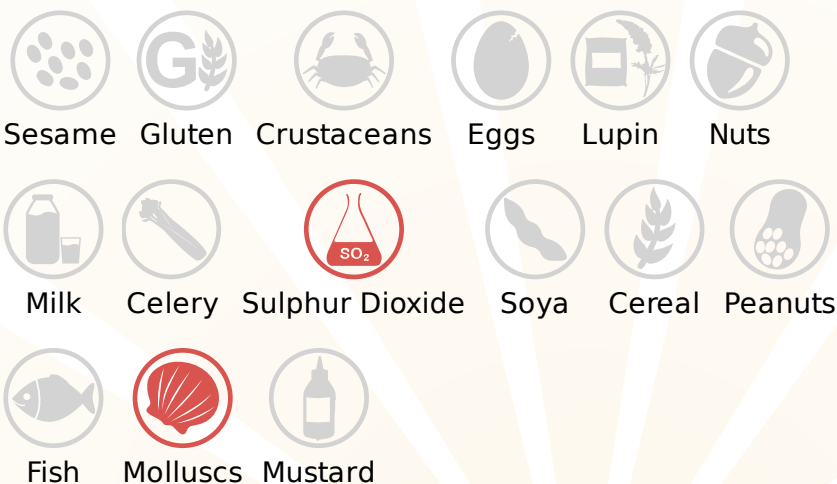 G
Sesame Gluten Crustaceans Eggs Lupin Nuts
SO₂
Milk Celery Sulphur Dioxide Soya Cereal Peanuts
Fish Molluscs Mustard